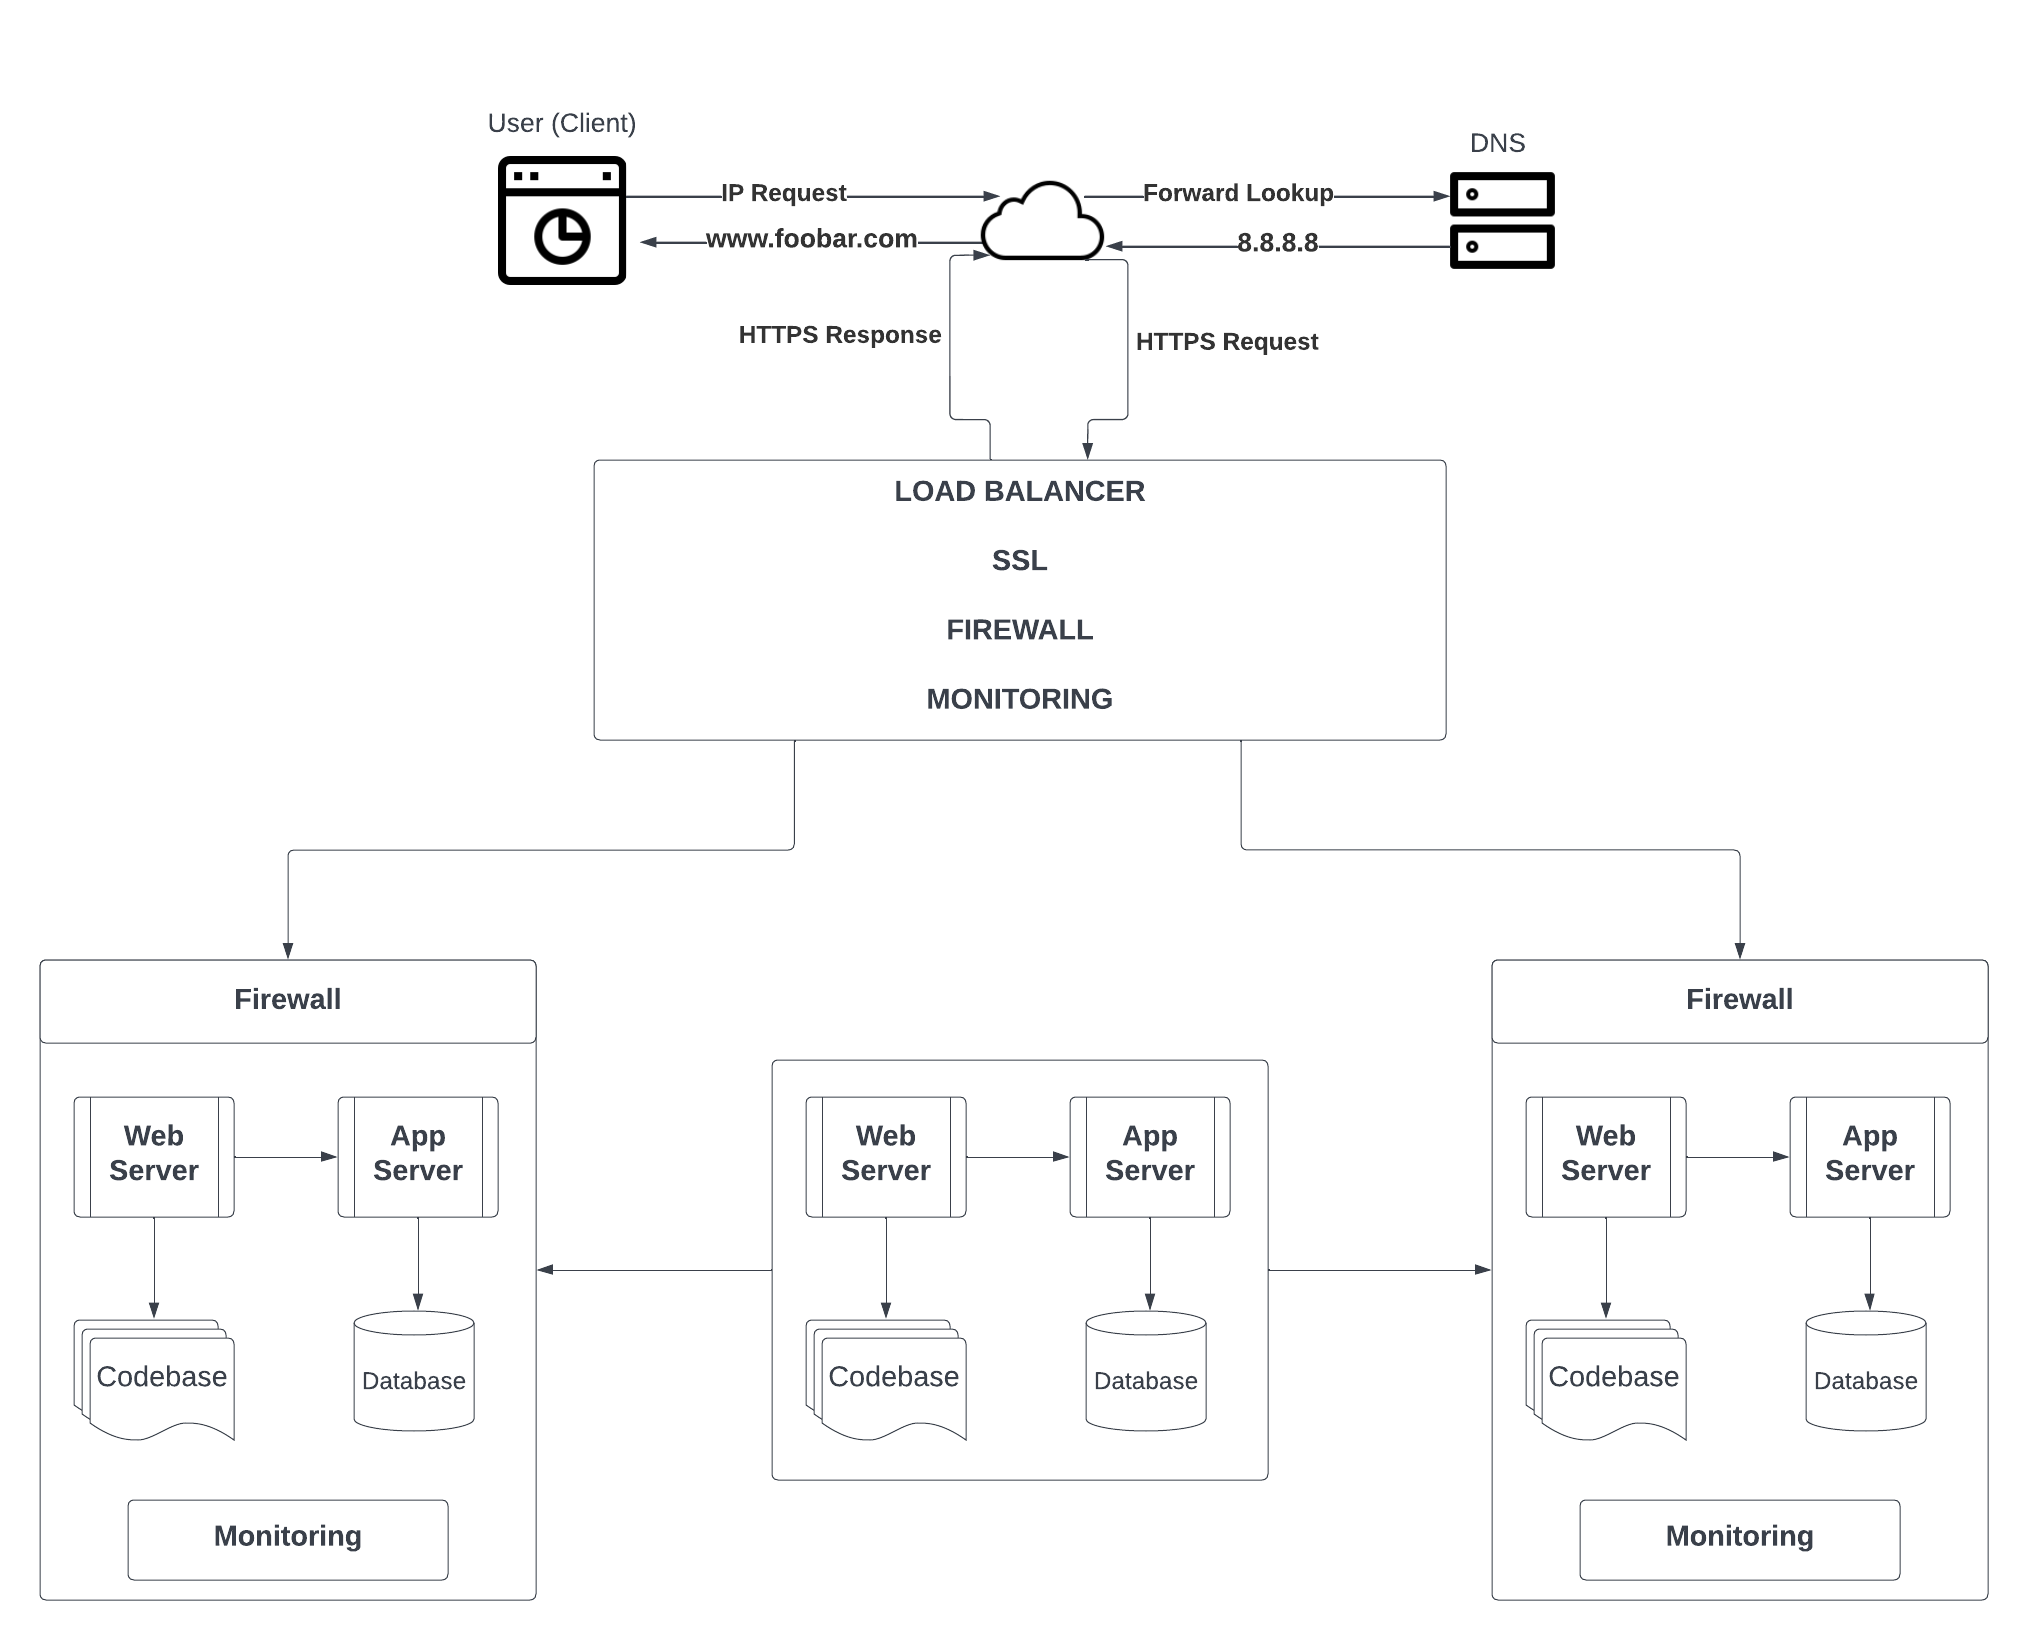 User (Client)
DNS
IP Request
Forward Lookup
www.foobar.com
8.8.8.8
HTTPS Response
HTTPS Request
LOAD BALANCER
SSL
FIREWALL
MONITORING
Firewall
Web
Server
App
Server
Codebase
Database
Monitoring
Web
Server
App
Server
Codebase
Database
Firewall
Web
Server
App
Server
Codebase
Database
Monitoring